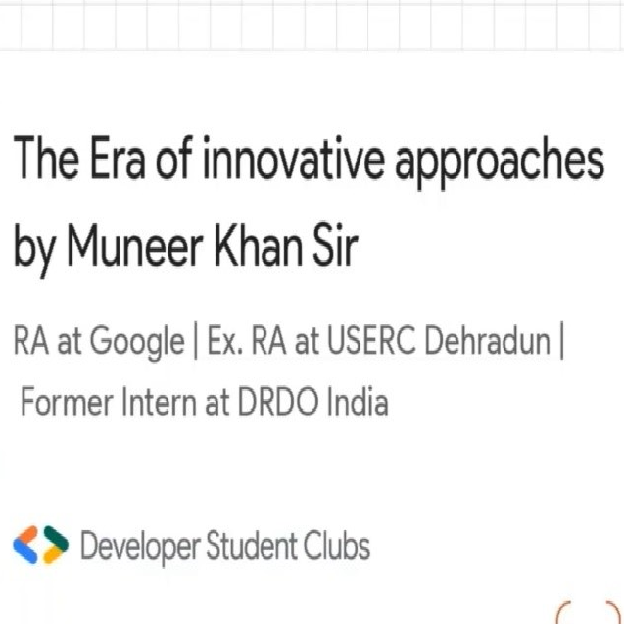 The Era of innovative approaches
by Muneer Khan Sir
RA at Google | Ex. RA at USERC Dehradun |
Former Intern at DRDO India
Developer Student Clubs